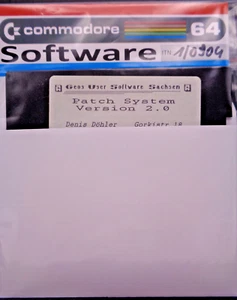 commodore 64
Software 1/0904
Geos User Software Sachsen
Patch System
Version 2.0
Denis Döhler Gorkistr 18